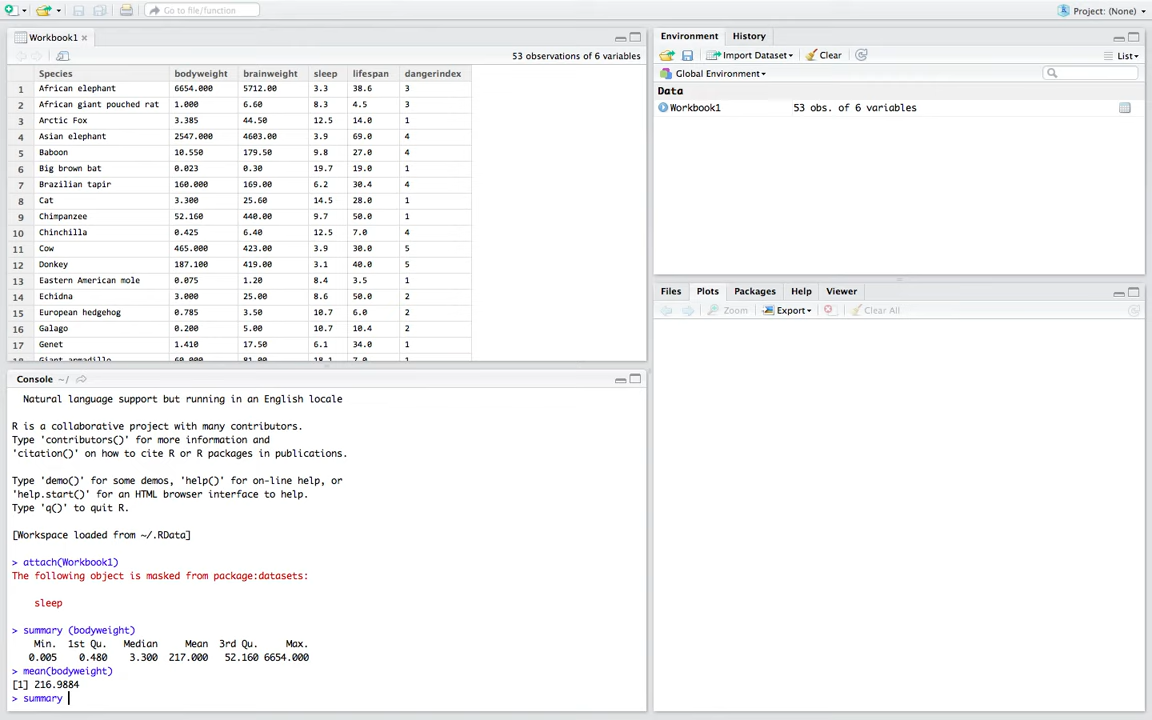 Go to file/function
Project: (None)
Workbook1
53 observations of 6 variables
Species bodyweight brainweight sleep lifespan dangerindex
1 African elephant 6654.000 5712.00 3.3 38.6 3
2 African giant pouched rat 1.000 6.60 8.3 4.5 3
3 Arctic Fox 3.385 44.50 12.5 14.0 1
4 Asian elephant 2547.000 4603.00 3.9 69.0 4
5 Baboon 10.550 179.50 9.8 27.0 4
6 Big brown bat 0.023 0.30 19.7 19.0 1
7 Brazilian tapir 160.000 169.00 6.2 30.4 4
8 Cat 3.300 25.60 14.5 28.0 1
9 Chimpanzee 52.160 440.00 9.7 50.0 1
10 Chinchilla 0.425 6.40 12.5 7.0 4
11 Cow 465.000 423.00 3.9 30.0 5
12 Donkey 187.100 419.00 3.1 40.0 5
13 Eastern American mole 0.075 1.20 8.4 3.5 1
14 Echidna 3.000 25.00 8.6 50.0 2
15 European hedgehog 0.785 3.50 10.7 6.0 2
16 Galago 0.200 5.00 10.7 10.4 2
17 Genet 1.410 17.50 6.1 34.0 1
18 Giant armadillo 60.000 81.00 18.1 7.0 1
Console ~/
Natural language support but running in an English locale
R is a collaborative project with many contributors.
Type 'contributors()' for more information and
'citation()' on how to cite R or R packages in publications.
Type 'demo()' for some demos, 'help()' for on-line help, or
'help.start()' for an HTML browser interface to help.
Type 'q()' to quit R.
[Workspace loaded from ~/.RData]
> attach(Workbook1)
The following object is masked from package:datasets:
sleep
> summary (bodyweight)
Min. 1st Qu. Median Mean 3rd Qu. Max.
0.005 0.480 3.300 217.000 52.160 6654.000
> mean(bodyweight)
[1] 216.9884
> summary
Environment History
Import Dataset Clear List
Global Environment
Data
Workbook1 53 obs. of 6 variables
Files Plots Packages Help Viewer
Zoom Export Clear All